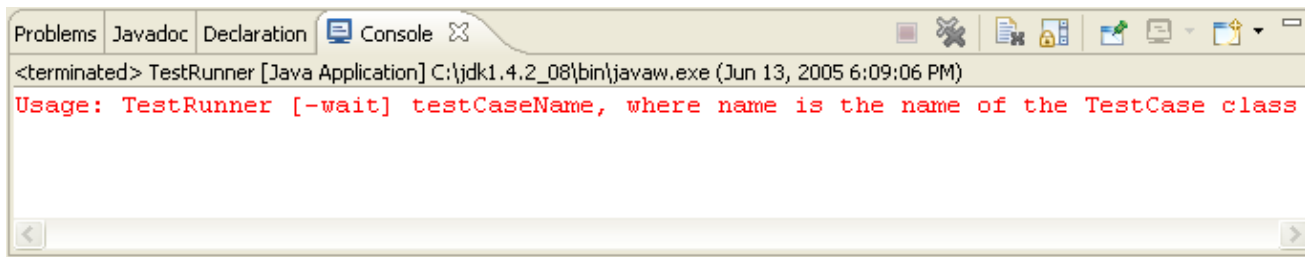 Problems Javadoc Declaration Console
<terminated> TestRunner [Java Application] C:\jdk1.4.2_08\bin\javaw.exe (Jun 13, 2005 6:09:06 PM)
Usage: TestRunner [-wait] testCaseName, where name is the name of the TestCase class